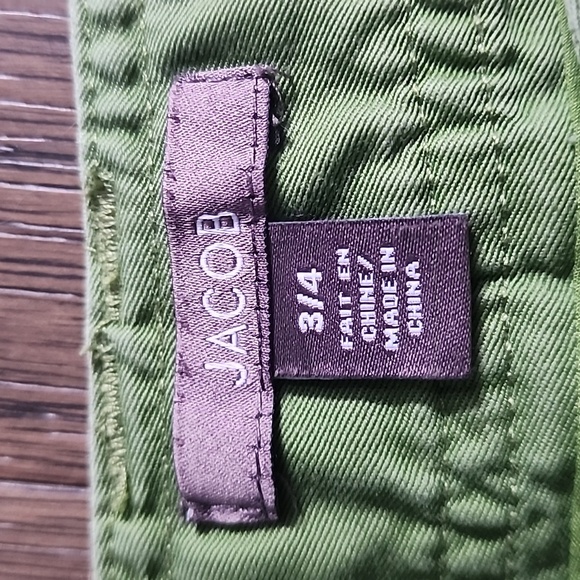 JACOB
3/4
FAIT EN
CHINE/
MADE IN
CHINA